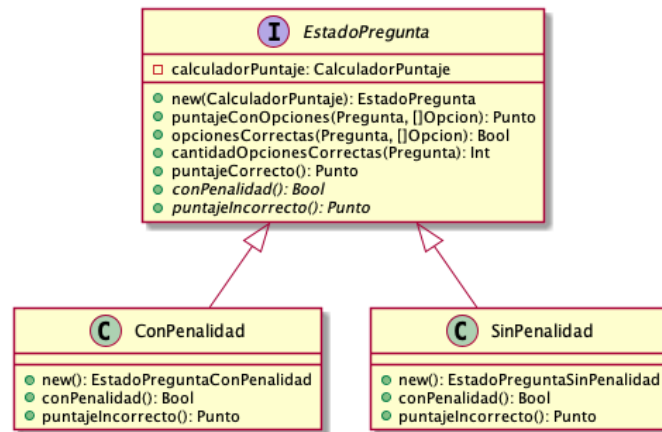 I EstadoPregunta
calculadorPuntaje: CalculadorPuntaje
new(CalculadorPuntaje): EstadoPregunta
puntajeConOpciones(Pregunta, []Opcion): Punto
opcionesCorrectas(Pregunta, []Opcion): Bool
cantidadOpcionesCorrectas(Pregunta): Int
puntajeCorrecto(): Punto
conPenalidad(): Bool
puntajeIncorrecto(): Punto
C ConPenalidad
new(): EstadoPreguntaConPenalidad
conPenalidad(): Bool
puntajeIncorrecto(): Punto
C SinPenalidad
new(): EstadoPreguntaSinPenalidad
conPenalidad(): Bool
puntajeIncorrecto(): Punto